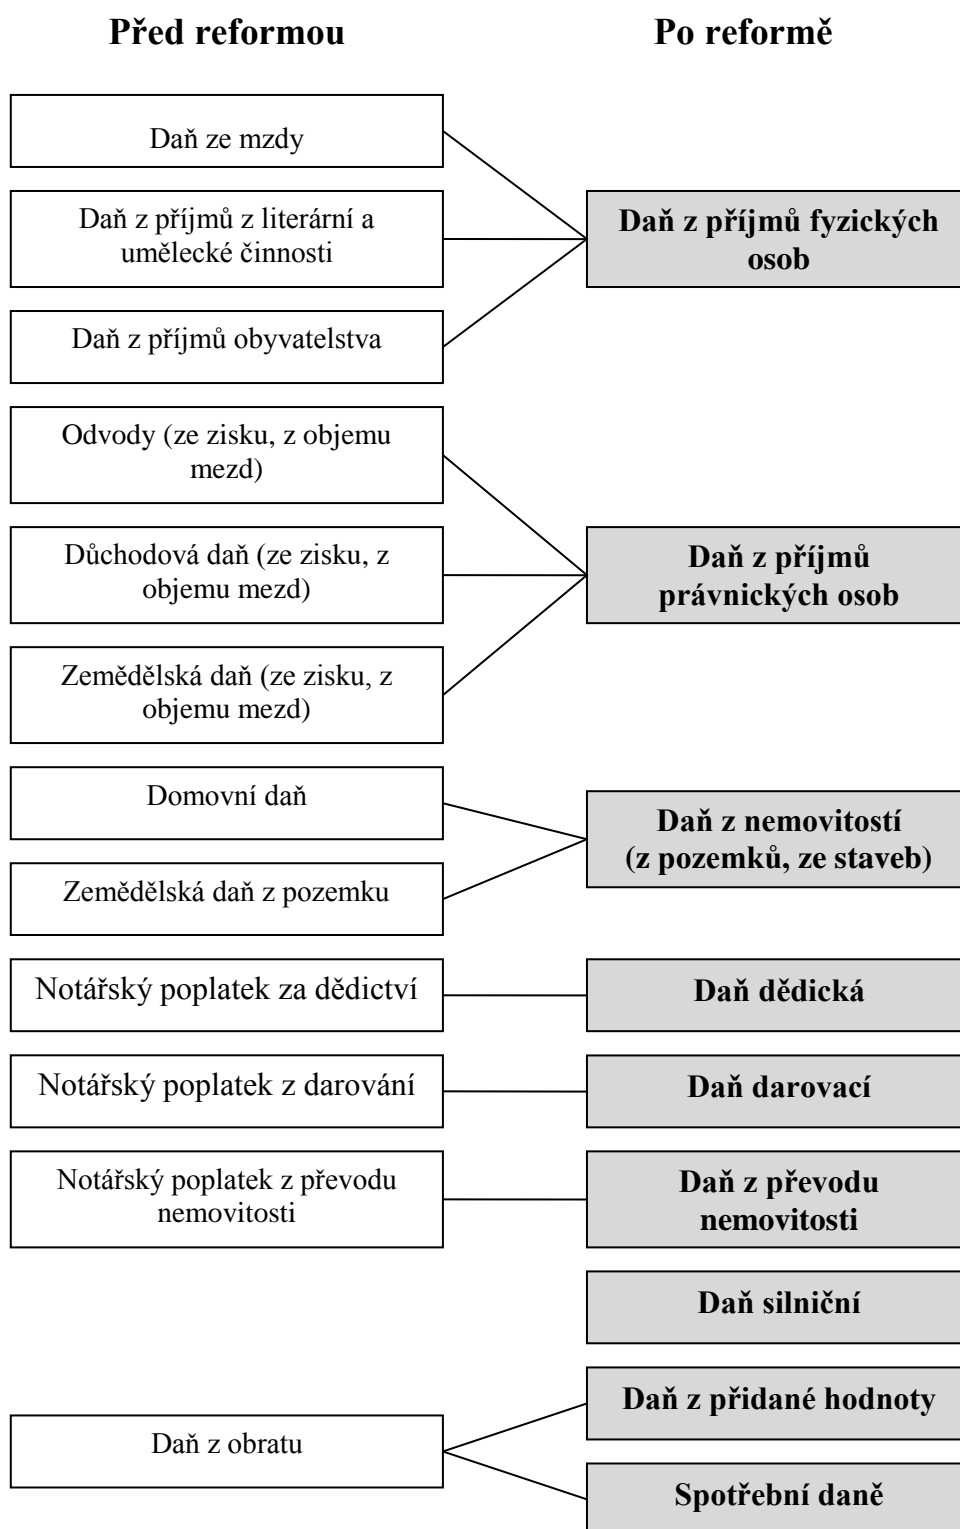 Před reformou
Po reformě
Daň ze mzdy
Daň z příjmů z literární a
umělecké činnosti
Daň z příjmů obyvatelstva
Daň z příjmů fyzických
osob
Odvody (ze zisku, z objemu
mezd)
Důchodová daň (ze zisku, z
objemu mezd)
Zemědělská daň (ze zisku, z
objemu mezd)
Daň z příjmů
právnických osob
Domovní daň
Zemědělská daň z pozemku
Daň z nemovitostí
(z pozemků, ze staveb)
Notářský poplatek za dědictví
Daň dědická
Notářský poplatek z darování
Daň darovací
Notářský poplatek z převodu
nemovitosti
Daň z převodu
nemovitosti
Daň silniční
Daň z obratu
Daň z přidané hodnoty
Spotřební daně